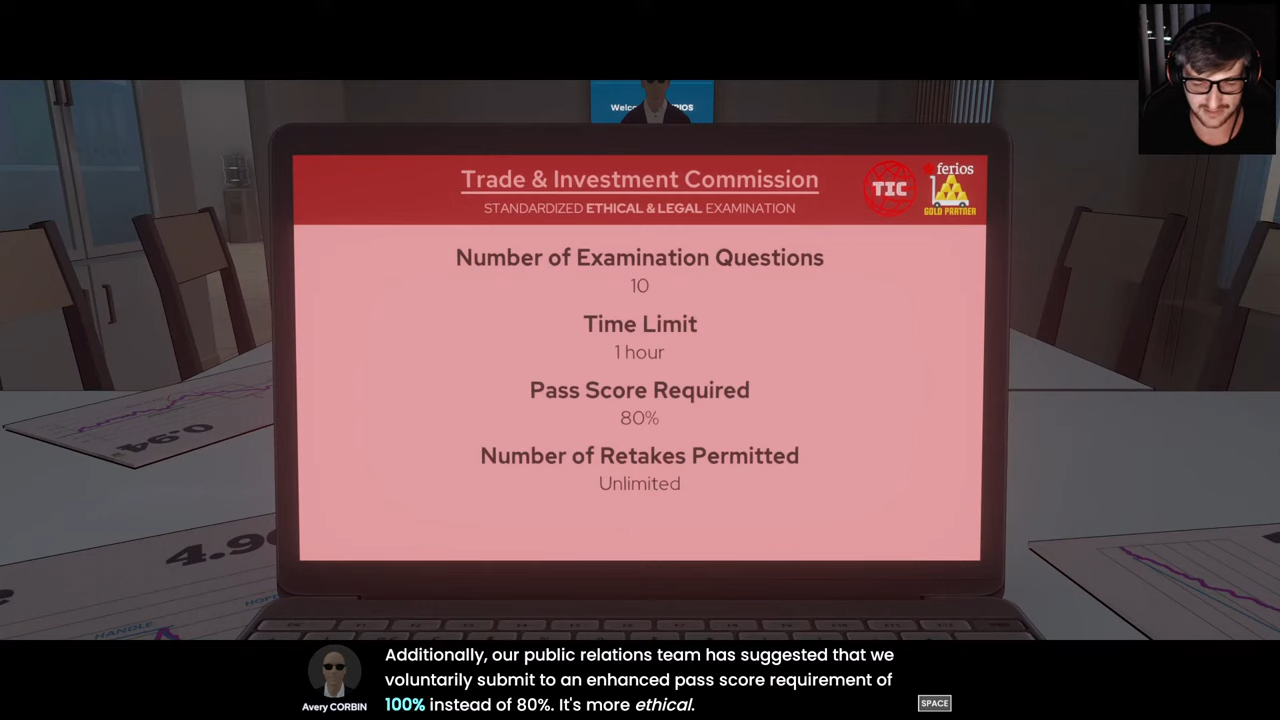 Welco
RIOS
Trade & Investment Commission
STANDARDIZED ETHICAL & LEGAL EXAMINATION
TIC
ferios
GOLD PARTNER
Number of Examination Questions
10
Time Limit
1 hour
Pass Score Required
80%
Number of Retakes Permitted
Unlimited
0.94
4.9
HANDLE
Additionally, our public relations team has suggested that we
voluntarily submit to an enhanced pass score requirement of
100% instead of 80%. It's more ethical.
Avery CORBIN
SPACE